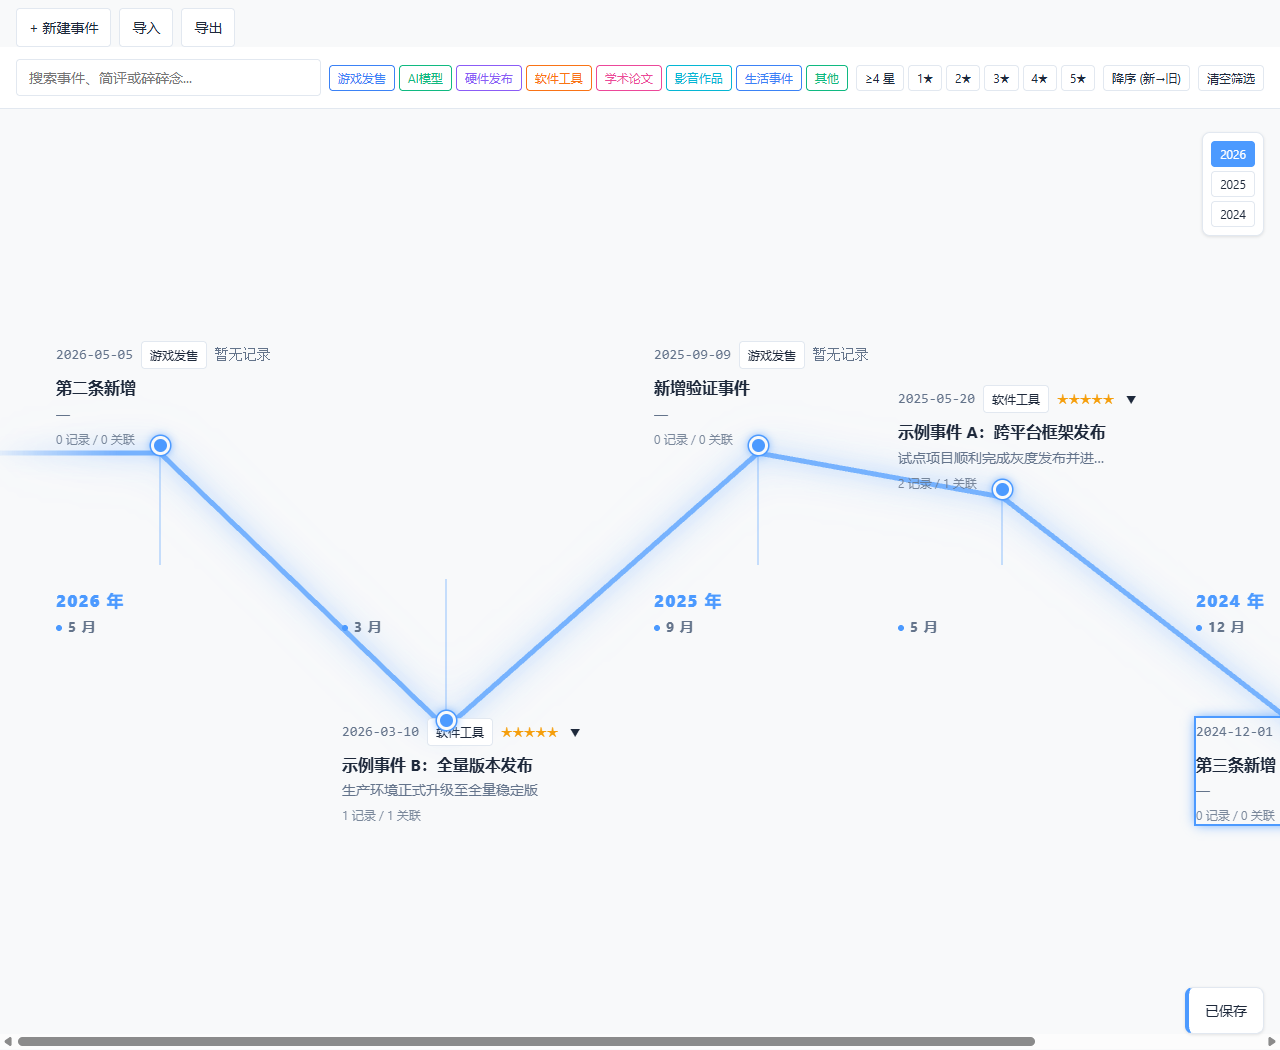 + 新建事件 导入 导出
搜索事件、简评或碎碎念... 游戏发售 AI模型 硬件发布 软件工具 学术论文 影音作品 生活事件 其他 ≥4 星 1★ 2★ 3★ 4★ 5★ 降序 (新→旧) 清空筛选
2026
2025
2024
2026-05-05 游戏发售 暂无记录
第二条新增
—
0 记录 / 0 关联
2025-09-09 游戏发售 暂无记录
新增验证事件
—
0 记录 / 0 关联
2025-05-20 软件工具 ★★★★★ ▼
示例事件 A：跨平台框架发布
试点项目顺利完成灰度发布并进...
2 记录 / 1 关联
2026 年
5 月
3 月
2025 年
9 月
5 月
2024 年
12 月
2026-03-10 软件工具 ★★★★★ ▼
示例事件 B：全量版本发布
生产环境正式升级至全量稳定版
1 记录 / 1 关联
2024-12-01
第三条新增
—
0 记录 / 0 关联
已保存